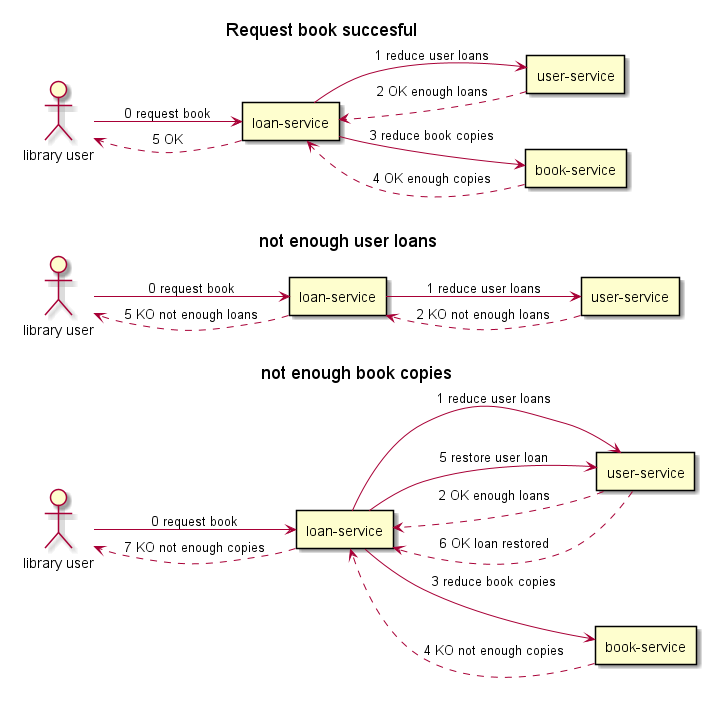 Request book succesful
1 reduce user loans
user-service
2 OK enough loans
0 request book
loan-service
5 OK
3 reduce book copies
library user
book-service
4 OK enough copies
not enough user loans
0 request book
1 reduce user loans
loan-service
user-service
5 KO not enough loans
2 KO not enough loans
library user
not enough book copies
1 reduce user loans
5 restore user loan
user-service
2 OK enough loans
0 request book
loan-service
6 OK loan restored
7 KO not enough copies
library user
3 reduce book copies
book-service
4 KO not enough copies